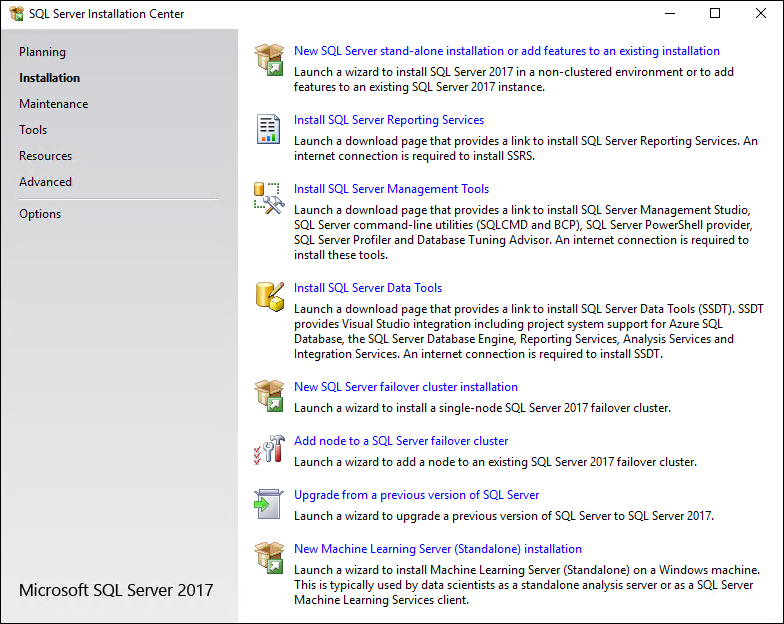 SQL Server Installation Center
Planning
Installation
Maintenance
Tools
Resources
Advanced
Options
Microsoft SQL Server 2017
New SQL Server stand-alone installation or add features to an existing installation
Launch a wizard to install SQL Server 2017 in a non-clustered environment or to add
features to an existing SQL Server 2017 instance.
Install SQL Server Reporting Services
Launch a download page that provides a link to install SQL Server Reporting Services. An
internet connection is required to install SSRS.
Install SQL Server Management Tools
Launch a download page that provides a link to install SQL Server Management Studio,
SQL Server command-line utilities (SQLCMD and BCP), SQL Server PowerShell provider,
SQL Server Profiler and Database Tuning Advisor. An internet connection is required to
install these tools.
Install SQL Server Data Tools
Launch a download page that provides a link to install SQL Server Data Tools (SSDT). SSDT
provides Visual Studio integration including project system support for Azure SQL
Database, the SQL Server Database Engine, Reporting Services, Analysis Services and
Integration Services. An internet connection is required to install SSDT.
New SQL Server failover cluster installation
Launch a wizard to install a single-node SQL Server 2017 failover cluster.
Add node to a SQL Server failover cluster
Launch a wizard to add a node to an existing SQL Server 2017 failover cluster.
Upgrade from a previous version of SQL Server
Launch a wizard to upgrade a previous version of SQL Server to SQL Server 2017.
New Machine Learning Server (Standalone) installation
Launch a wizard to install Machine Learning Server (Standalone) on a Windows machine.
This is typically used by data scientists as a standalone analysis server or as a SQL Server
Machine Learning Services client.